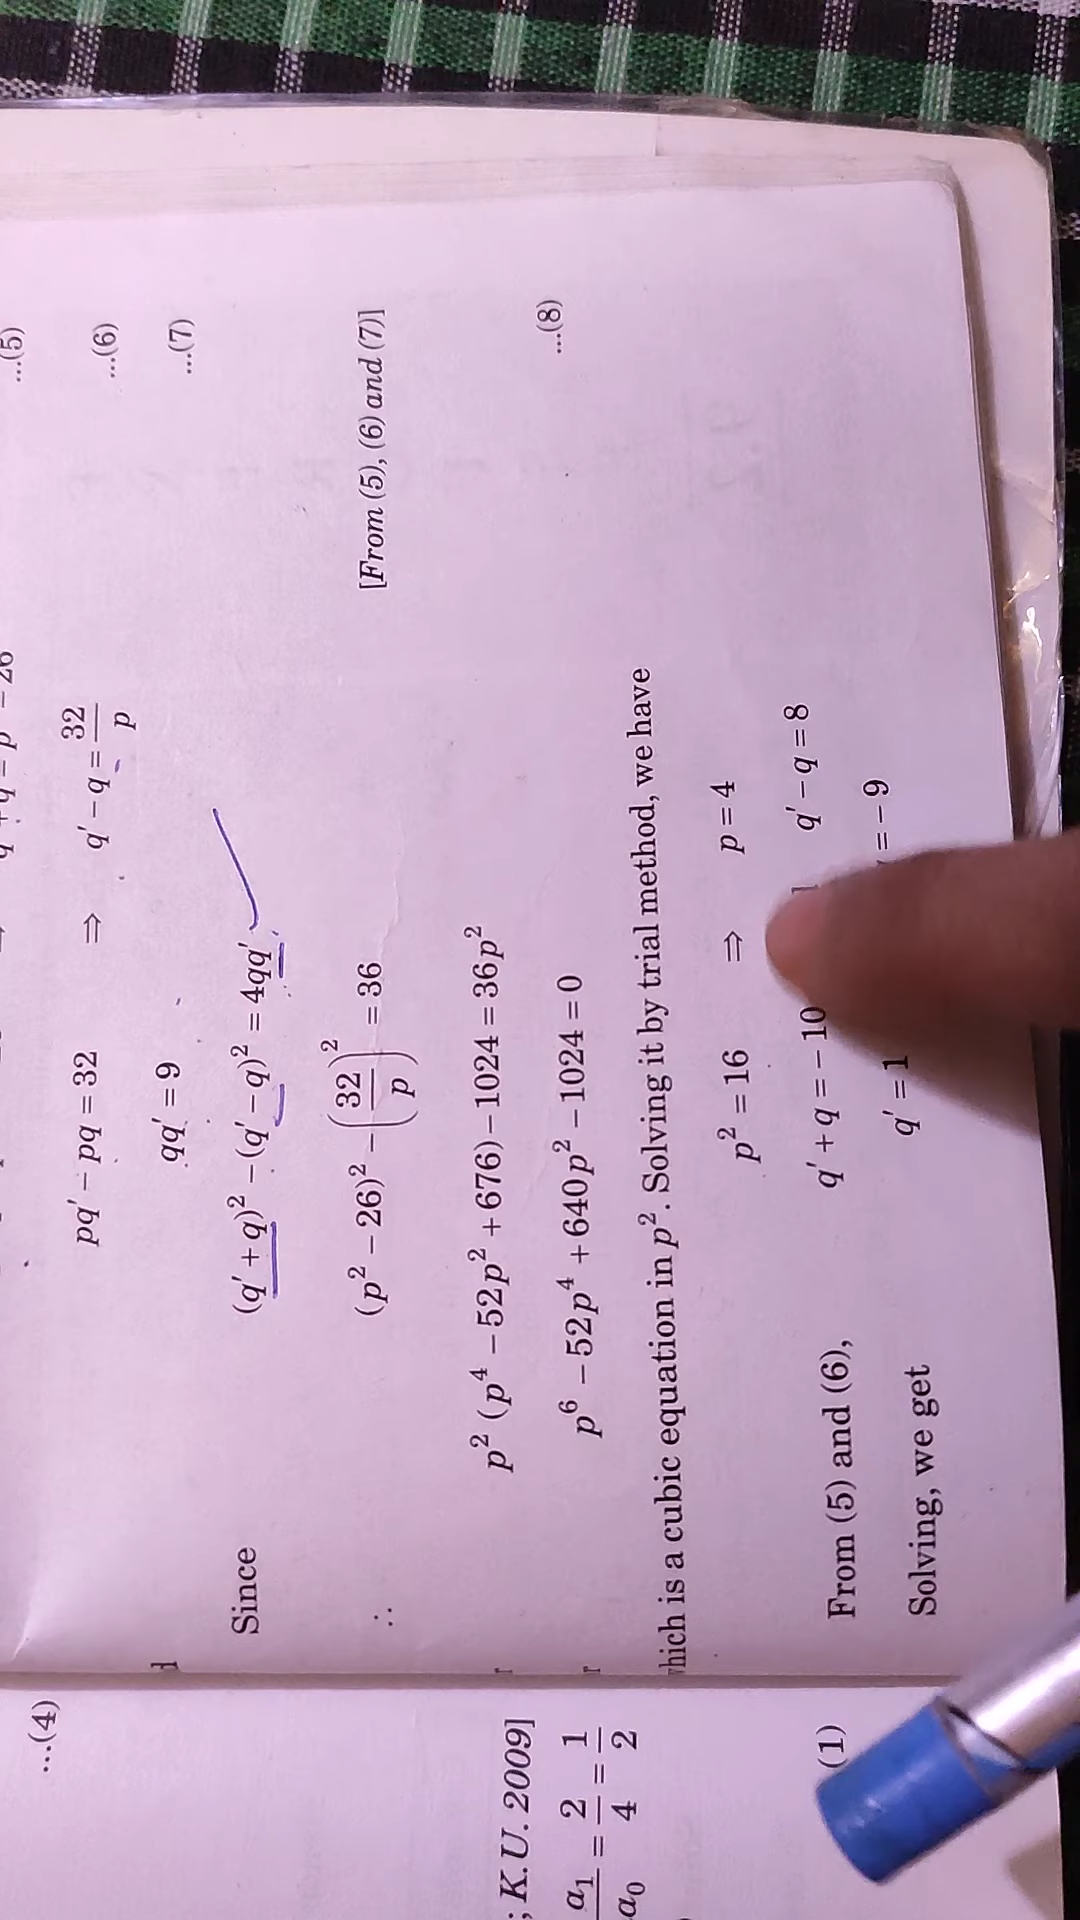 ...(5)
pq' − pq = 32 ⇒ q' − q = 32/p ...(6)
qq' = 9 ...(7)
Since (q' + q)² − (q' − q)² = 4qq'
∴ (p² − 26)² − (32/p)² = 36 [From (5), (6) and (7)]
p² (p⁴ − 52p² + 676) − 1024 = 36p²
p⁶ − 52p⁴ + 640p² − 1024 = 0 ...(8)
which is a cubic equation in p². Solving it by trial method, we have
p² = 16 ⇒ p = 4
From (5) and (6), q' + q = − 10 q' − q = 8
Solving, we get q' = 1 = − 9
...(4)
; K.U. 2009]
a₁/a₀ = 2/4 = 1/2
(1)